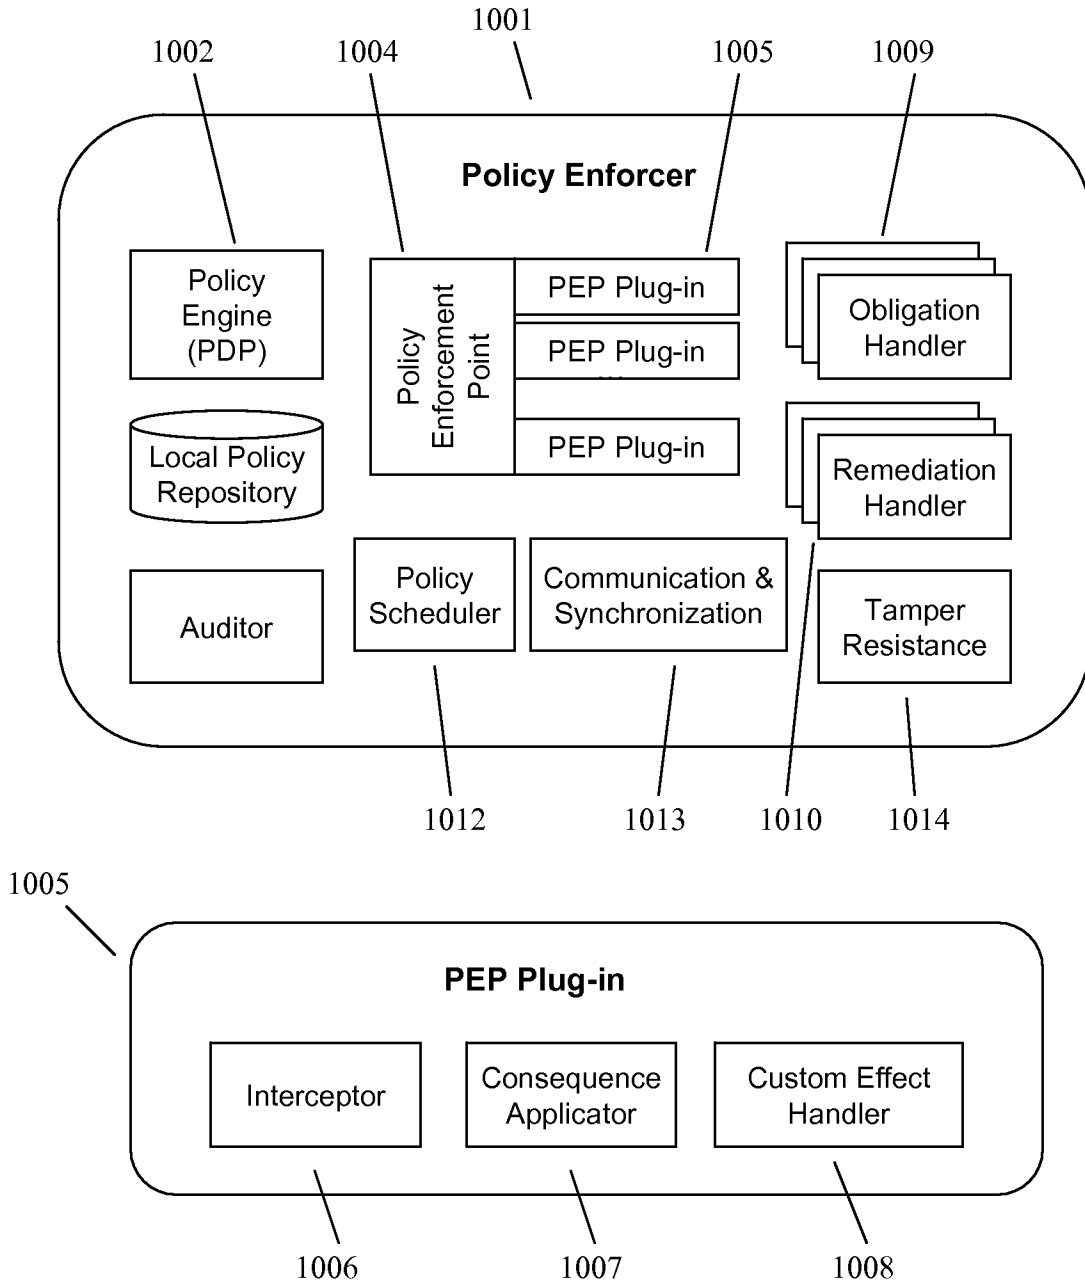 1001
1002
1004
1005
1009
Policy Enforcer
Policy
Engine
(PDP)
Policy
Enforcement
Point
PEP Plug-in
PEP Plug-in
...
PEP Plug-in
Obligation
Handler
Local Policy
Repository
Remediation
Handler
Auditor
Policy
Scheduler
Communication &
Synchronization
Tamper
Resistance
1012
1013
1010
1014
1005
PEP Plug-in
Interceptor
Consequence
Applicator
Custom Effect
Handler
1006
1007
1008